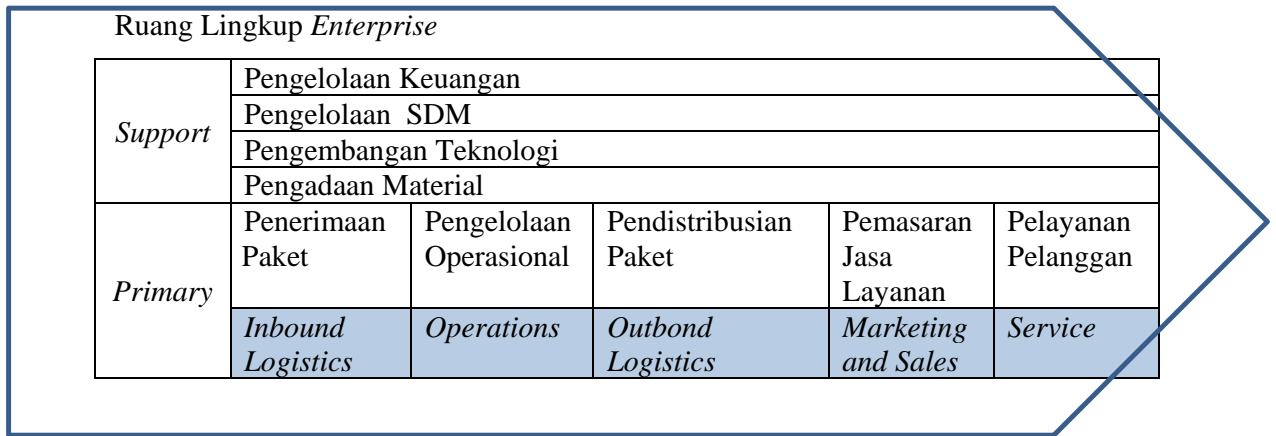 Ruang Lingkup Enterprise
Support
Pengelolaan Keuangan
Pengelolaan SDM
Pengembangan Teknologi
Pengadaan Material
Primary
Penerimaan
Paket
Pengelolaan
Operasional
Pendistribusian
Paket
Pemasaran
Jasa
Layanan
Pelayanan
Pelanggan
Inbound
Logistics
Operations
Outbond
Logistics
Marketing
and Sales
Service